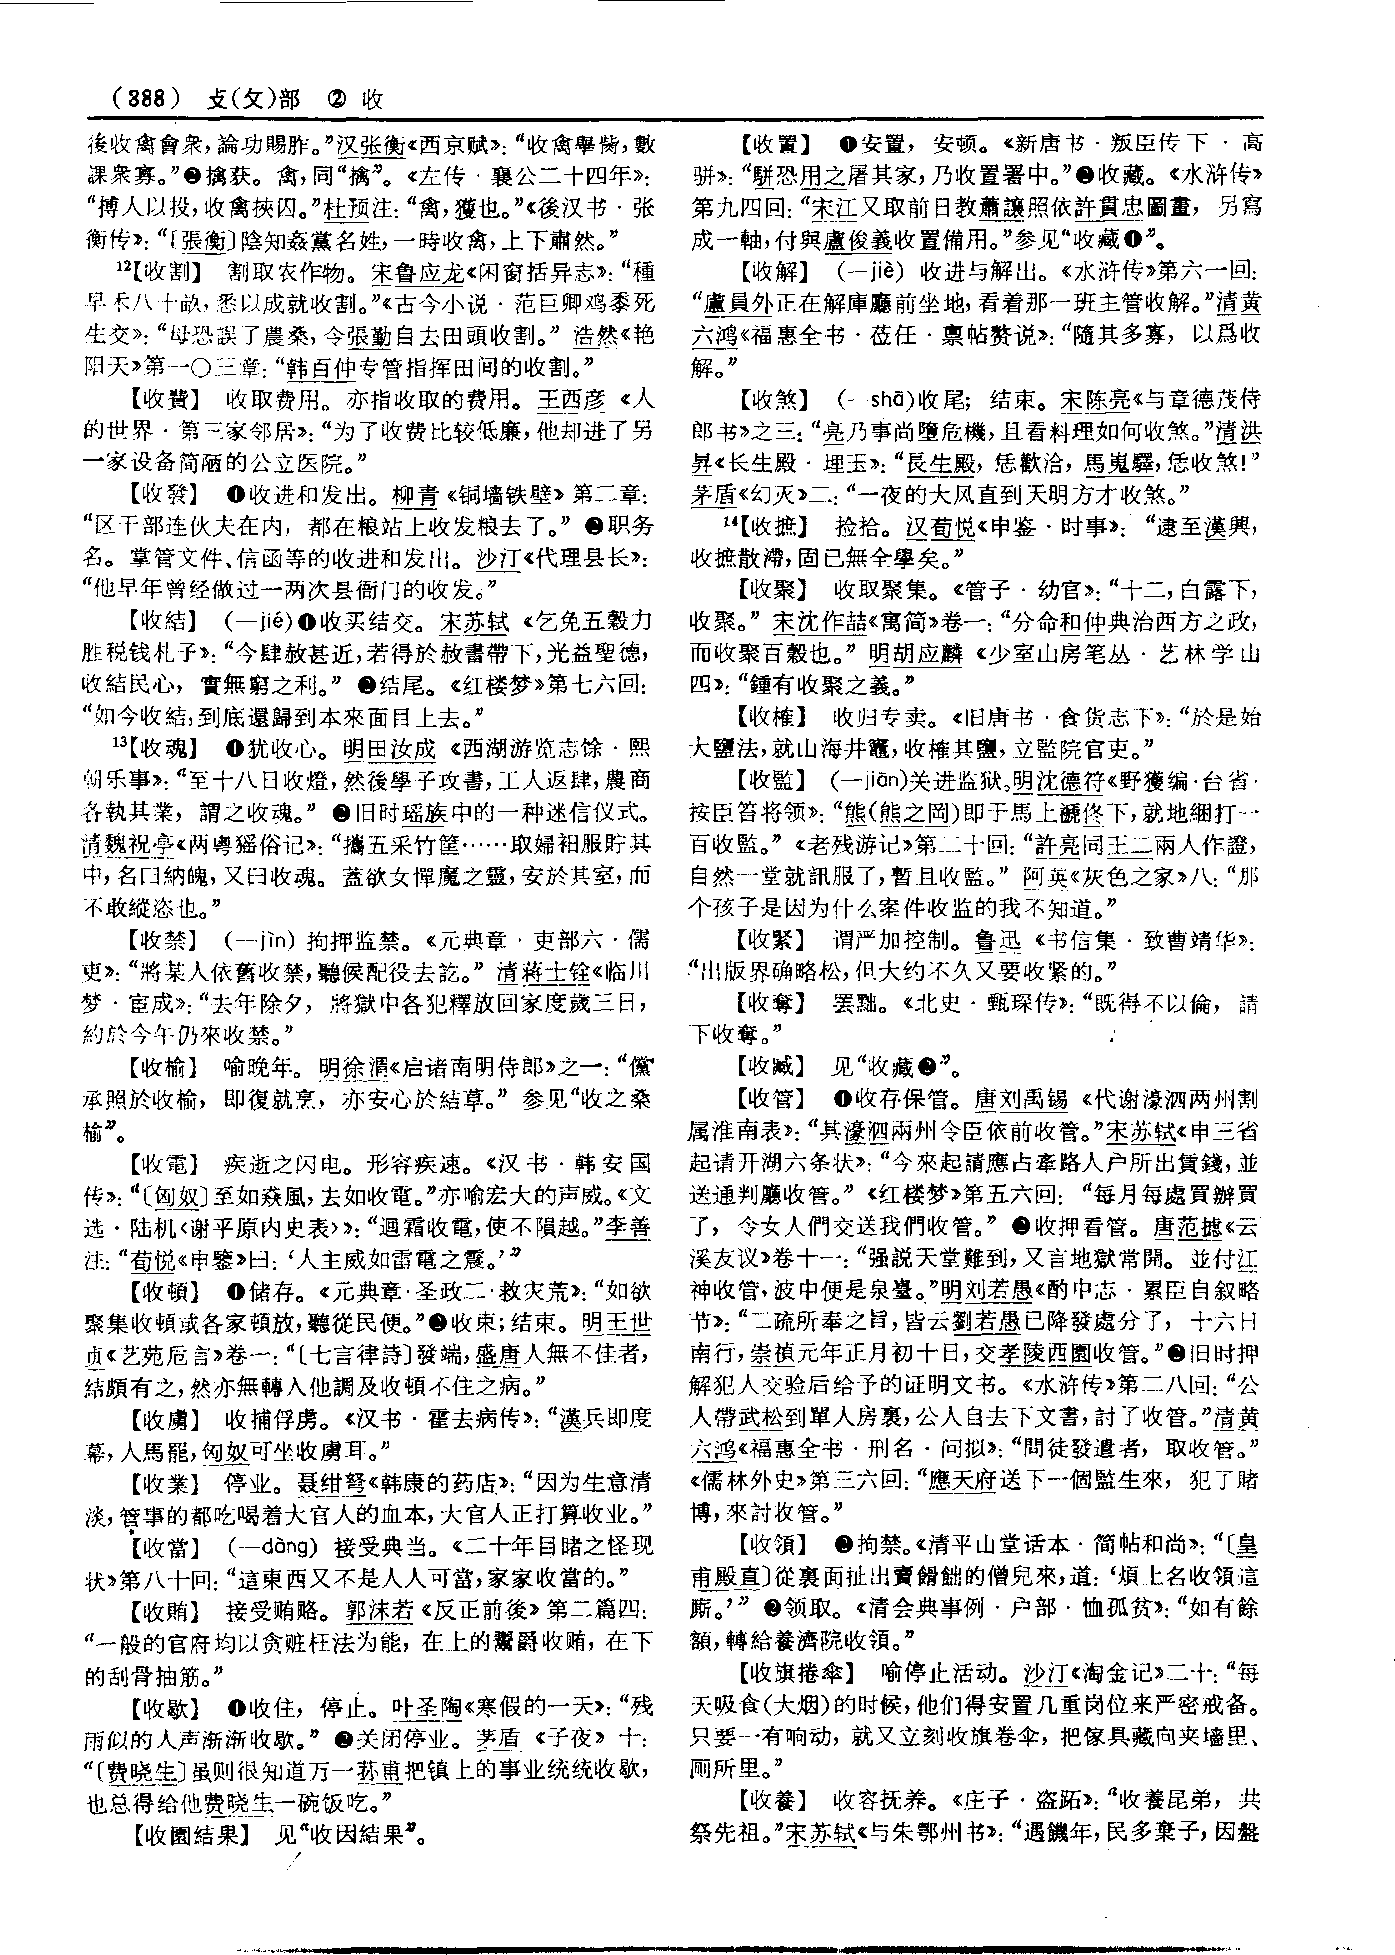 （388） 攴（攵）部 ② 收
後收禽會衆，論功賜胙。”汉张衡《西京赋》：“收禽舉胔，數
課衆寡。”❷擒获。禽，同“擒”。《左传·襄公二十四年》：
“搏人以投，收禽挾囚。”杜预注：“禽，獲也。”《後汉书·张
衡传》：“〔張衡〕陰知姦黨名姓，一時收禽，上下肅然。”
12【收割】 割取农作物。宋鲁应龙《闲窗括异志》：“種
早禾八十畝，悉以成就收割。”《古今小说·范巨卿鸡黍死
生交》：“母恐誤了農桑，令張勤自去田頭收割。”浩然《艳
阳天》第一〇三章：“韩百仲专管指挥田间的收割。”
【收費】 收取费用。亦指收取的费用。王西彦《人
的世界·第三家邻居》：“为了收费比较低廉，他却进了另
一家设备简陋的公立医院。”
【收發】 ❶收进和发出。柳青《铜墙铁壁》第二章：
“区干部连伙夫在内，都在粮站上收发粮去了。”❷职务
名。掌管文件、信函等的收进和发出。沙汀《代理县长》：
“他早年曾经做过一两次县衙门的收发。”
【收結】 （—jié）❶收买结交。宋苏轼《乞免五穀力
胜税钱札子》：“今肆赦甚近，若得於赦書帶下，光益聖德，
收結民心，實無窮之利。”❷结尾。《红楼梦》第七六回：
“如今收結，到底還歸到本來面目上去。”
13【收魂】 ❶犹收心。明田汝成《西湖游览志馀·熙
朝乐事》：“至十八日收燈，然後學子攻書，工人返肆，農商
各執其業，謂之收魂。”❷旧时瑶族中的一种迷信仪式。
清魏祝亭《两粤猺俗记》：“攜五采竹筐……取婦衵服貯其
中，名曰納魄，又曰收魂。蓋欲女憚魔之靈，安於其室，而
不敢縱恣也。”
【收禁】 （—jìn）拘押监禁。《元典章·吏部六·儒
吏》：“將某人依舊收禁，聽候配役去訖。”清蒋士铨《临川
梦·宦成》：“去年除夕，將獄中各犯釋放回家度歲三日，
約於今午仍來收禁。”
【收榆】 喻晚年。明徐渭《启诸南明侍郎》之一：“儻
承照於收榆，即復就烹，亦安心於結草。”参见“收之桑
榆”。
【收電】 疾逝之闪电。形容疾速。《汉书·韩安国
传》：“〔匈奴〕至如猋風，去如收電。”亦喻宏大的声威。《文
选·陆机〈谢平原内史表〉》：“迴霜收電，使不隕越。”李善
注：“荀悦《申鑒》曰：‘人主威如雷電之震。’”
【收頓】 ❶储存。《元典章·圣政二·救灾荒》：“如欲
聚集收頓或各家頓放，聽從民便。”❷收束；结束。明王世
贞《艺苑卮言》卷一：“〔七言律詩〕發端，盛唐人無不佳者，
結頗有之，然亦無轉入他調及收頓不住之病。”
【收虜】 收捕俘虏。《汉书·霍去病传》：“漢兵即度
幕，人馬罷，匈奴可坐收虜耳。”
【收業】 停业。聂绀弩《韩康的药店》：“因为生意清
淡，管事的都吃喝着大官人的血本，大官人正打算收业。”
【收當】 （—dàng）接受典当。《二十年目睹之怪现
状》第八十回：“這東西又不是人人可當，家家收當的。”
【收賄】 接受贿赂。郭沫若《反正前後》第二篇四：
“一般的官府均以贪赃枉法为能，在上的鬻爵收贿，在下
的刮骨抽筋。”
【收歇】 ❶收住，停止。叶圣陶《寒假的一天》：“残
雨似的人声渐渐收歇。”❷关闭停业。茅盾《子夜》十：
“〔费晓生〕虽则很知道万一荪甫把镇上的事业统统收歇，
也总得给他费晓生一碗饭吃。”
【收園結果】 见“收因結果”。
【收置】 ❶安置，安顿。《新唐书·叛臣传下·高
骈》：“駢恐用之屠其家，乃收置署中。”❷收藏。《水浒传》
第九四回：“宋江又取前日教蕭讓照依許貫忠圖畫，另寫
成一軸，付與盧俊義收置備用。”参见“收藏❶”。
【收解】 （—jiè）收进与解出。《水浒传》第六一回：
“盧員外正在解庫廳前坐地，看着那一班主管收解。”清黄
六鸿《福惠全书·莅任·禀帖赘说》：“隨其多寡，以爲收
解。”
【收煞】 （—shā）收尾；结束。宋陈亮《与章德茂侍
郎书》之三：“亮乃事尚墮危機，且看料理如何收煞。”清洪
昇《长生殿·埋玉》：“長生殿，恁歡洽，馬嵬驛，恁收煞！”
茅盾《幻灭》二：“一夜的大风直到天明方才收煞。”
14【收摭】 捡拾。汉荀悦《申鉴·时事》：“逮至漢興，
收摭散滯，固已無全學矣。”
【收聚】 收取聚集。《管子·幼官》：“十二，白露下，
收聚。”宋沈作喆《寓简》卷一：“分命和仲典治西方之政，
而收聚百穀也。”明胡应麟《少室山房笔丛·艺林学山
四》：“鍾有收聚之義。”
【收榷】 收归专卖。《旧唐书·食货志下》：“於是始
大鹽法，就山海井竈，收榷其鹽，立監院官吏。”
【收監】 （—jiān）关进监狱。明沈德符《野獲编·台省·
按臣笞将领》：“熊（熊之岡）即于馬上褫佟下，就地綑打一
百收監。”《老残游记》第二十回：“許亮同王二兩人作證，
自然一堂就訊服了，暫且收監。”阿英《灰色之家》八：“那
个孩子是因为什么案件收监的我不知道。”
【收緊】 谓严加控制。鲁迅《书信集·致曹靖华》：
“出版界确略松，但大约不久又要收紧的。”
【收奪】 罢黜。《北史·甄琛传》：“既得不以倫，請
下收奪。”
【收臧】 见“收藏❷”。
【收管】 ❶收存保管。唐刘禹锡《代谢濠泗两州割
属淮南表》：“其濠泗兩州令臣依前收管。”宋苏轼《申三省
起请开湖六条状》：“今來起請應占牽路人户所出賃錢，並
送通判廳收管。”《红楼梦》第五六回：“每月每處買辦買
了，令女人們交送我們收管。”❷收押看管。唐范摅《云
溪友议》卷十一：“强説天堂難到，又言地獄常開。並付江
神收管，波中便是泉臺。”明刘若愚《酌中志·累臣自叙略
节》：“二疏所奉之旨，皆云劉若愚已降發處分了，十六日
南行，崇禎元年正月初十日，交孝陵西園收管。”❸旧时押
解犯人交验后给予的证明文书。《水浒传》第二八回：“公
人帶武松到單人房裏，公人自去下文書，討了收管。”清黄
六鸿《福惠全书·刑名·问拟》：“問徒發遣者，取收管。”
《儒林外史》第三六回：“應天府送下一個監生來，犯了賭
博，來討收管。”
【收領】 ❶拘禁。《清平山堂话本·简帖和尚》：“〔皇
甫殿直〕從裏面扯出賣餶飿的僧兒來，道：‘煩上名收領這
廝。’”❷领取。《清会典事例·户部·恤孤贫》：“如有餘
額，轉給養濟院收領。”
【收旗捲傘】 喻停止活动。沙汀《淘金记》二十：“每
天吸食（大烟）的时候，他们得安置几重岗位来严密戒备。
只要一有响动，就又立刻收旗卷伞，把傢具藏向夹墙里、
厕所里。”
【收養】 收容抚养。《庄子·盗跖》：“收養昆弟，共
祭先祖。”宋苏轼《与朱鄂州书》：“遇饑年，民多棄子，因盤